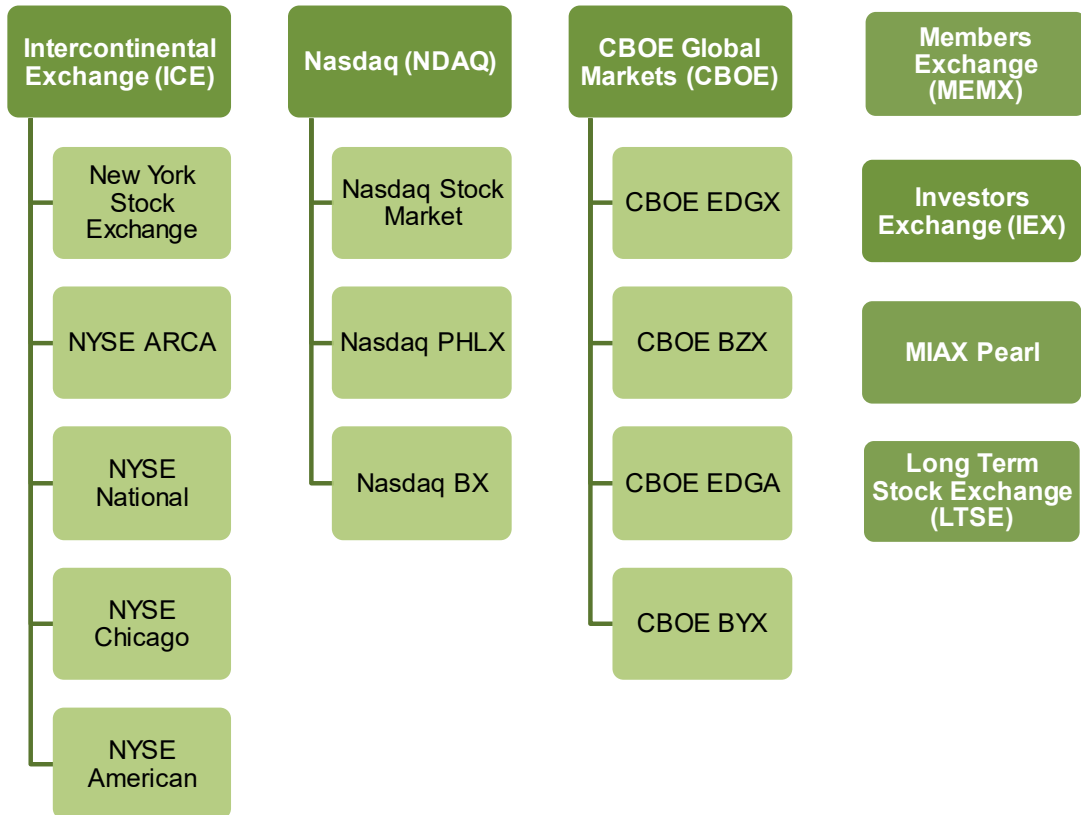 Intercontinental
Exchange (ICE)
New York
Stock
Exchange
NYSE ARCA
NYSE
National
NYSE
Chicago
NYSE
American
Nasdaq (NDAQ)
Nasdaq Stock
Market
Nasdaq PHLX
Nasdaq BX
CBOE Global
Markets (CBOE)
CBOE EDGX
CBOE BZX
CBOE EDGA
CBOE BYX
Members
Exchange
(MEMX)
Investors
Exchange (IEX)
MIAX Pearl
Long Term
Stock Exchange
(LTSE)